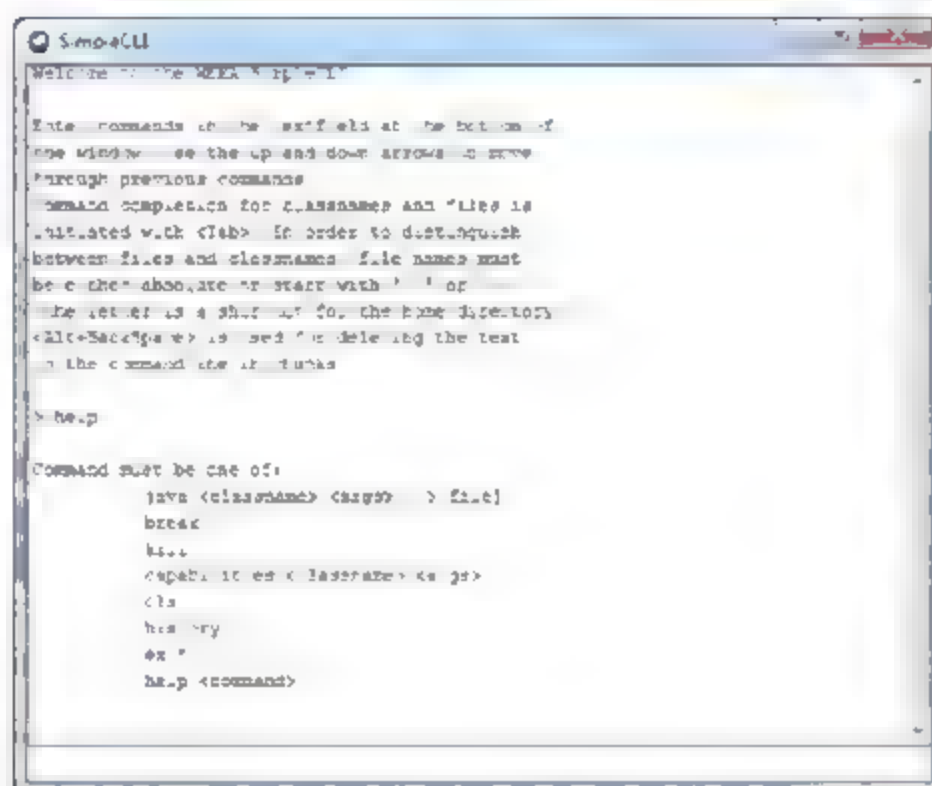 SimpleCLI
Welcome to the WEKA SimpleCLI
Enter commands in the textfield at the bottom of
the window. Use the up and down arrows to move
through previous commands.
Command completion for classnames and files is
initiated with <Tab>. In order to distinguish
between files and classnames, file names must
be either absolute or start with
the letter is a shortcut for the home directory
<Alt+BackSpace> is used for deleting the text
in the commandline in chunks.
> help
Command must be one of:
java <classname> <args> [ > file]
break
kill
capabilities <classname> <args>
cls
history
exit
help <command>